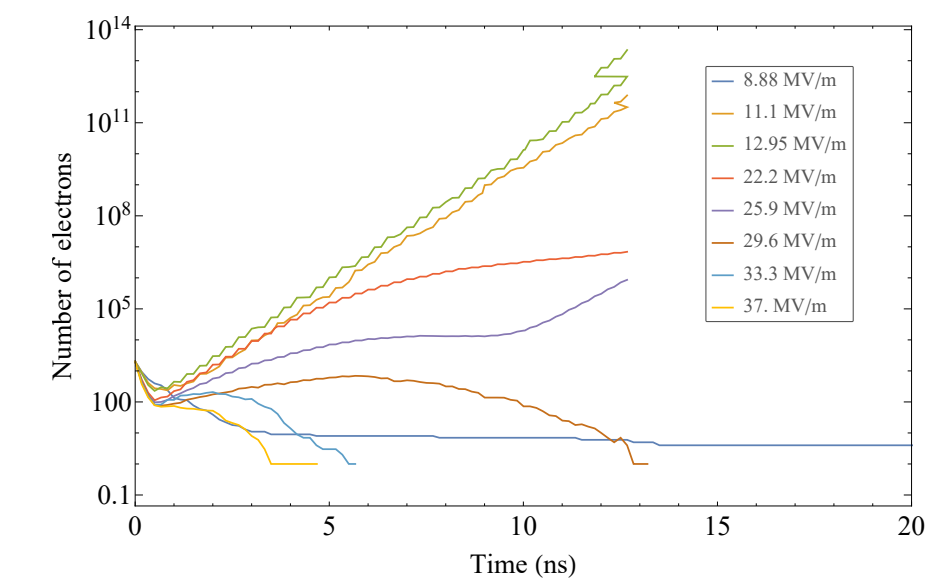 10^14
10^11
10^8
10^5
100
0.1
Number of electrons
8.88 MV/m
11.1 MV/m
12.95 MV/m
22.2 MV/m
25.9 MV/m
29.6 MV/m
33.3 MV/m
37. MV/m
0 5 10 15 20
Time (ns)